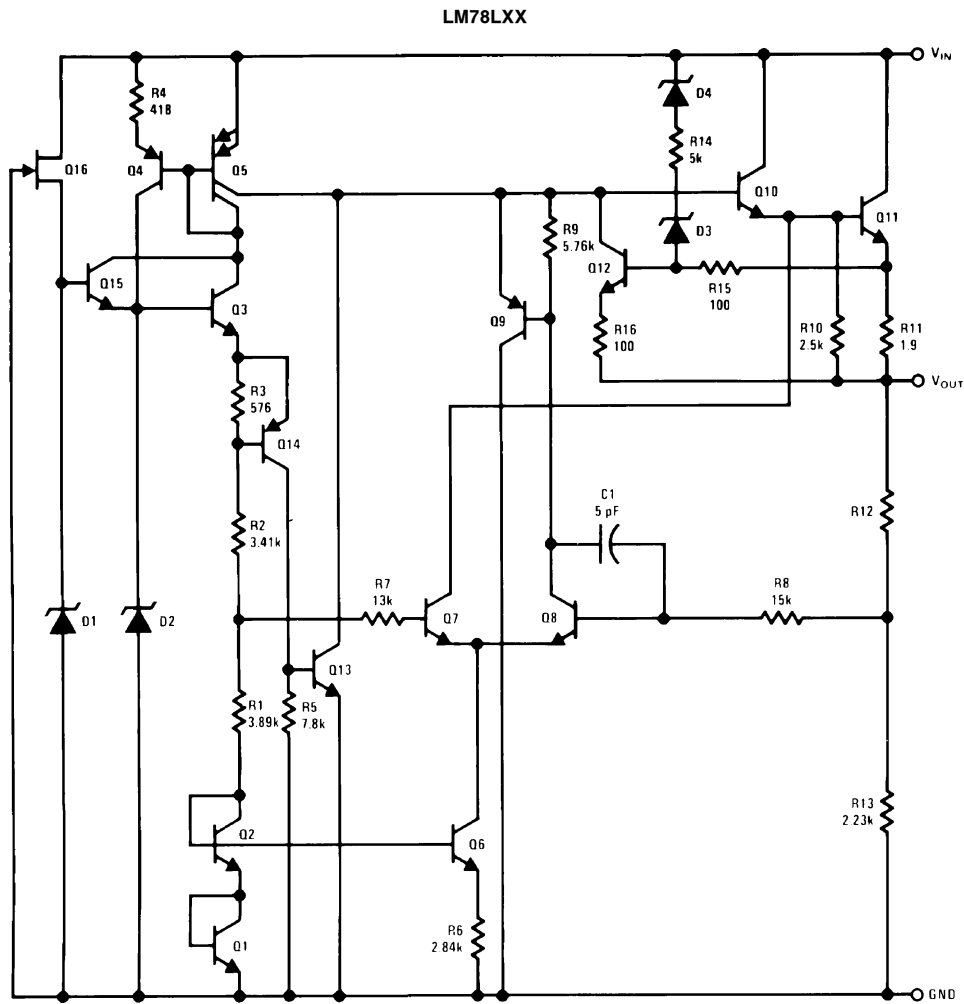 LM78LXX
VIN
R4
418
D4
R14
5k
Q16
Q4
Q5
Q10
Q11
R9
5.76k
D3
Q12
Q15
Q3
R15
100
Q9
R16
100
R10
2.5k
R11
1.9
VOUT
R3
576
Q14
C1
5 pF
R12
R2
3.41k
R7
13k
R8
15k
D1
D2
Q7
Q8
Q13
R1
3.89k
R5
7.8k
R13
2.23k
Q2
Q6
R6
2.84k
Q1
GND